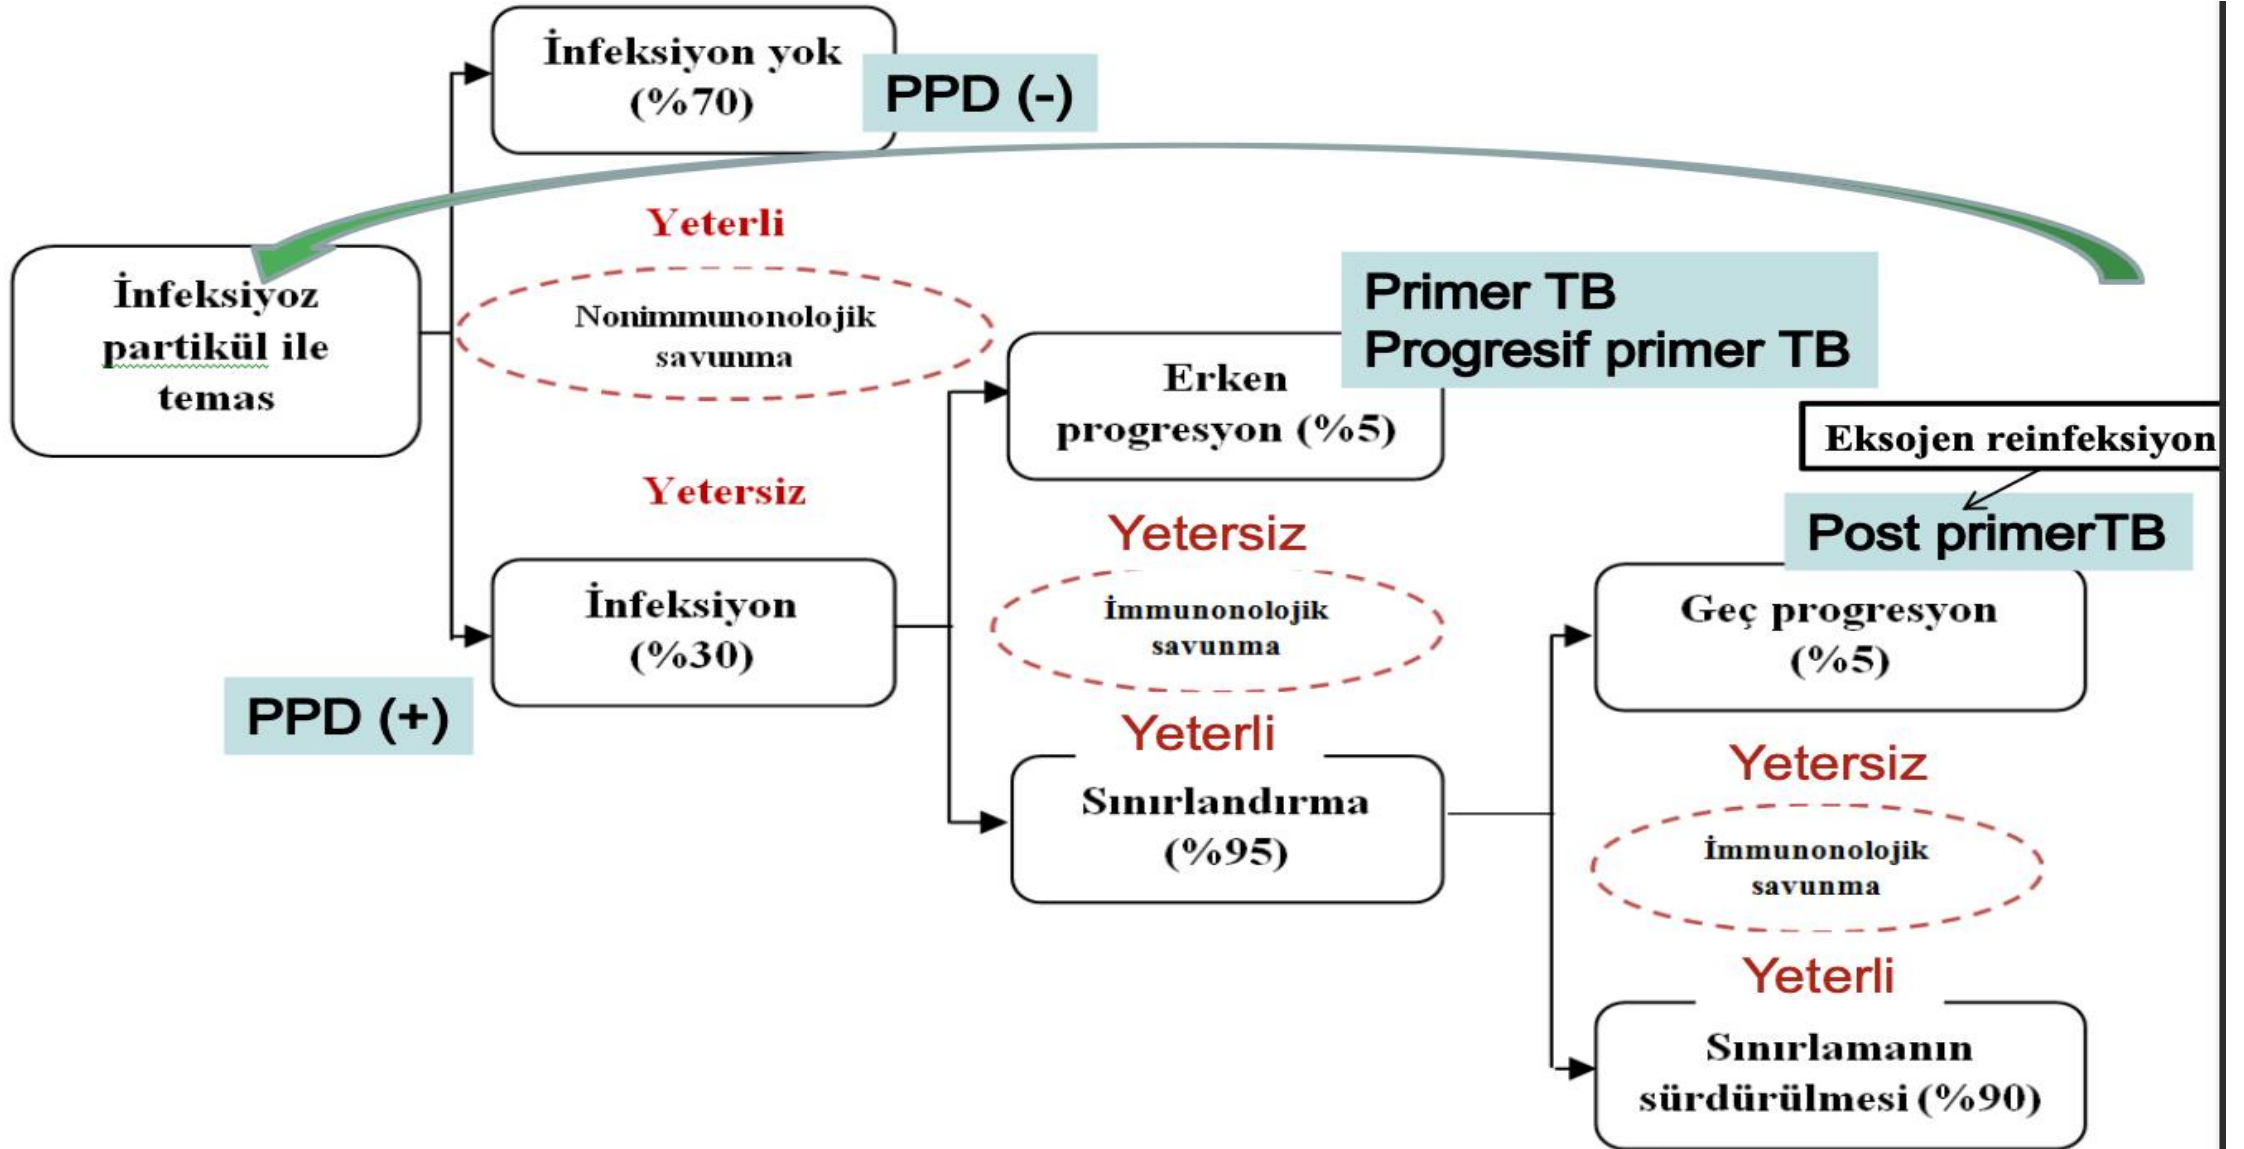 İnfeksiyon yok
(%70)
PPD (-)
Yeterli
İnfeksiyoz
partikül ile
temas
Nonimmunonolojik
savunma
Primer TB
Progresif primer TB
Erken
progresyon (%5)
Eksojen reinfeksiyon
Yetersiz
Yetersiz
Post primerTB
İnfeksiyon
(%30)
İmmunonolojik
savunma
Geç progresyon
(%5)
PPD (+)
Yeterli
Sınırlandırma
(%95)
Yetersiz
İmmunonolojik
savunma
Yeterli
Sınırlamanın
sürdürülmesi (%90)